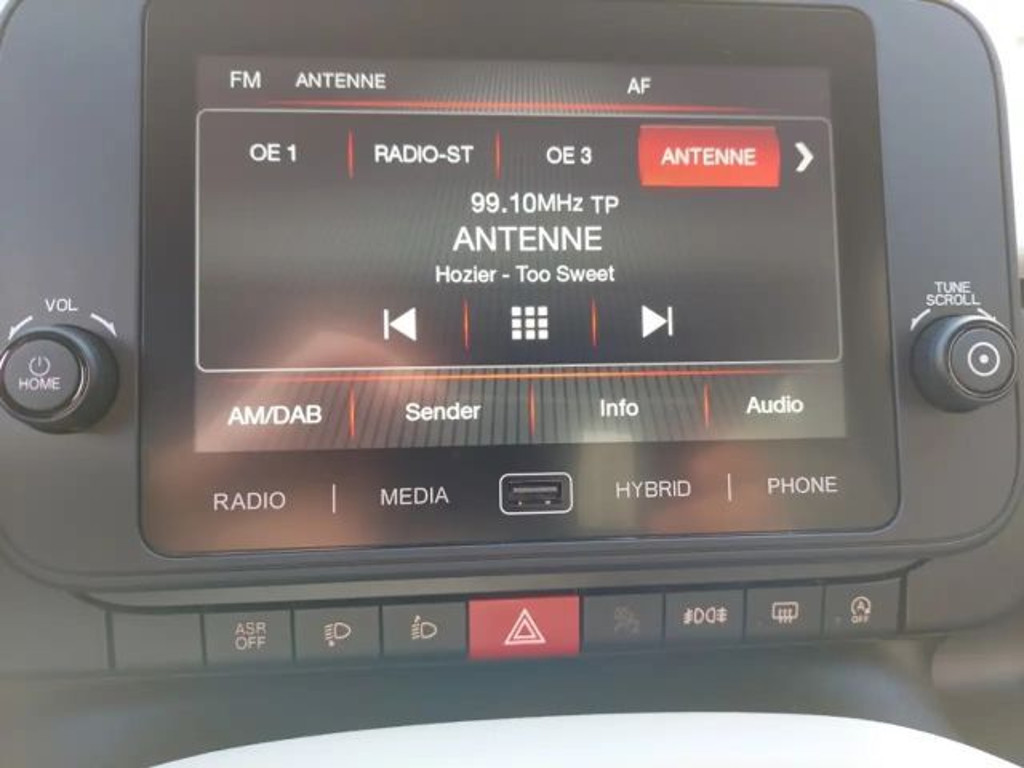 FM ANTENNE AF
OE 1 RADIO-ST OE 3 ANTENNE
99.10MHz TP
ANTENNE
Hozier - Too Sweet
VOL
TUNE
SCROLL
HOME
AM/DAB Sender Info Audio
RADIO MEDIA HYBRID PHONE
ASR
OFF
A
OFF